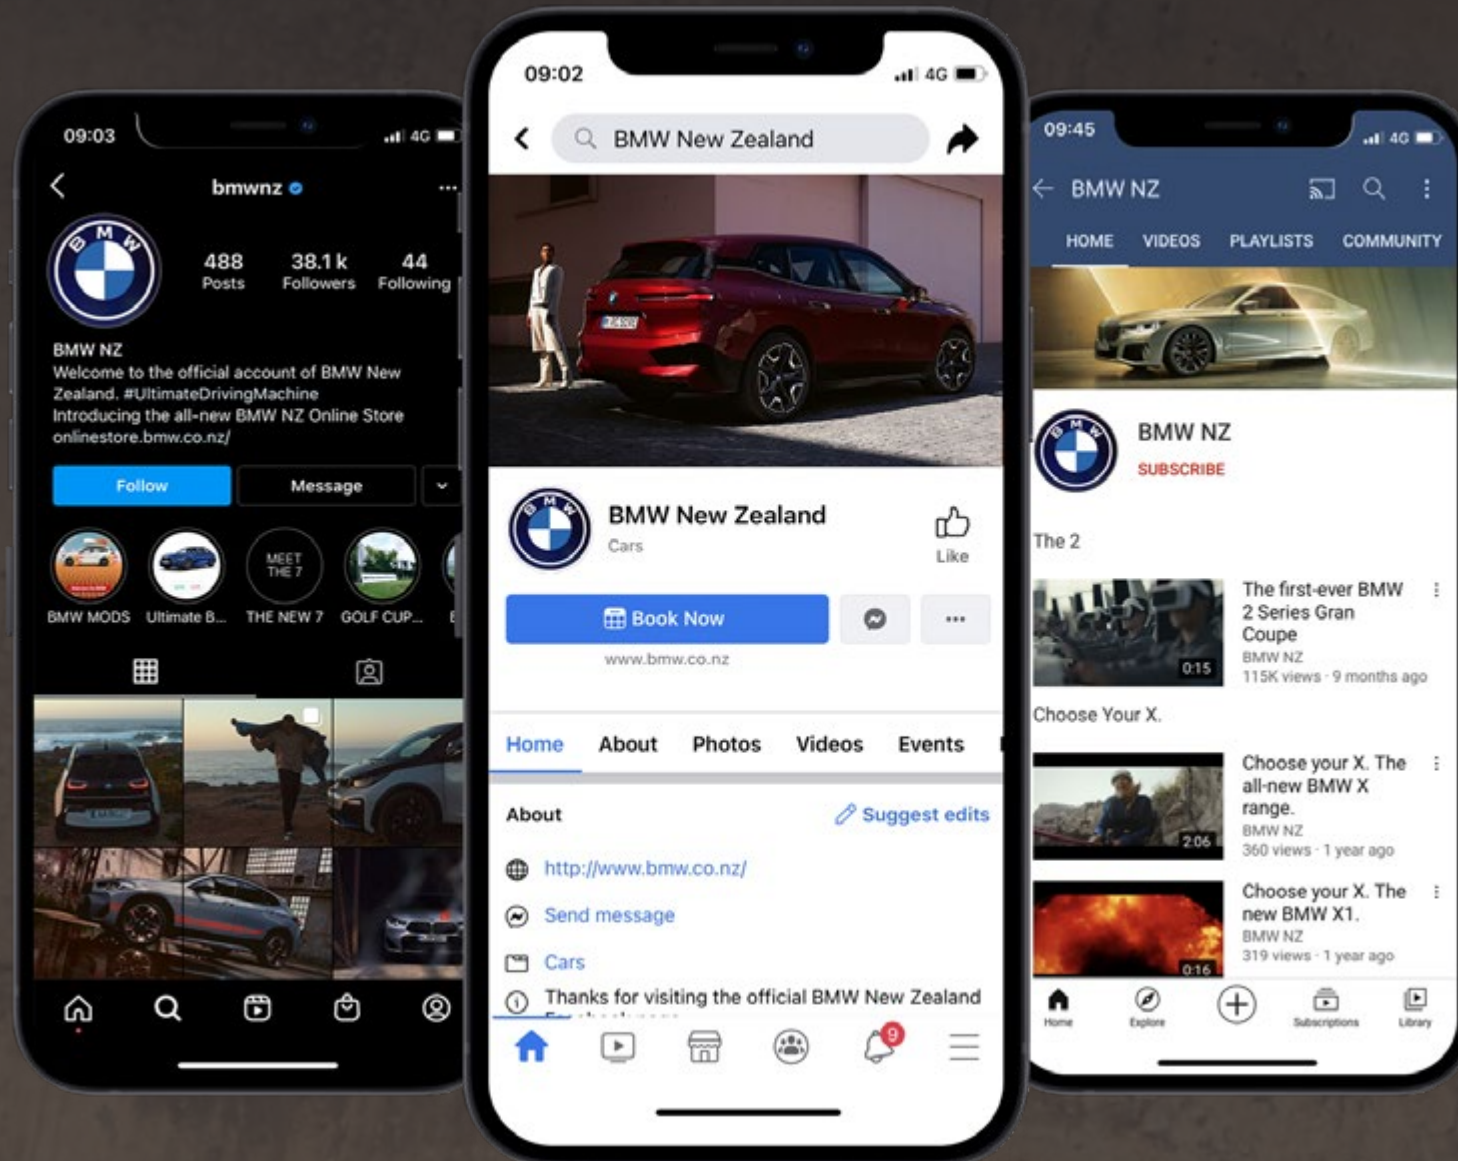 09:03
4G
bmwnz
488
38.1 k
44
Posts
Followers
Following
BMW
BMW NZ
Welcome to the official account of BMW New
Zealand. #UltimateDrivingMachine
Introducing the all-new BMW NZ Online Store
onlinestore.bmw.co.nz/
Follow
Message
MEET
THE 7
BMW MODS
Ultimate B...
THE NEW 7
GOLF CUP...
09:02
4G
BMW New Zealand
BMW
BMW New Zealand
Cars
Like
Book Now
www.bmw.co.nz
Home
About
Photos
Videos
Events
About
Suggest edits
http://www.bmw.co.nz/
Send message
Cars
Thanks for visiting the official BMW New Zealand
9
09:45
4G
BMW NZ
HOME
VIDEOS
PLAYLISTS
COMMUNITY
BMW
BMW NZ
SUBSCRIBE
The 2
0:15
The first-ever BMW
2 Series Gran
Coupe
BMW NZ
115K views · 9 months ago
Choose Your X.
2:06
Choose your X. The
all-new BMW X
range.
BMW NZ
360 views · 1 year ago
0:16
Choose your X. The
new BMW X1.
BMW NZ
319 views · 1 year ago
Home
Explore
Subscriptions
Library